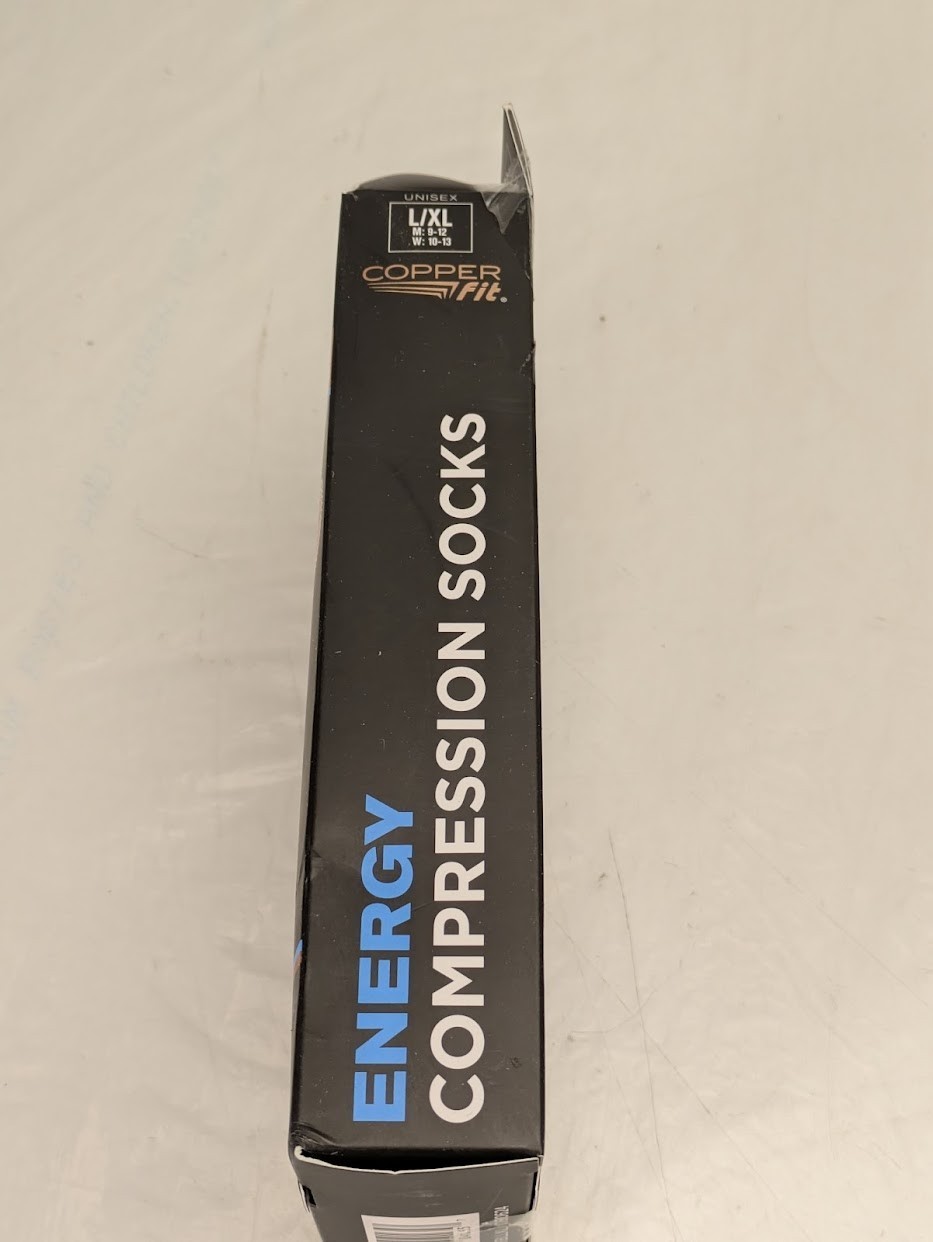 UNISEX
L/XL
M: 9-12
W: 10-13
COPPER
fit®
ENERGY
COMPRESSION SOCKS